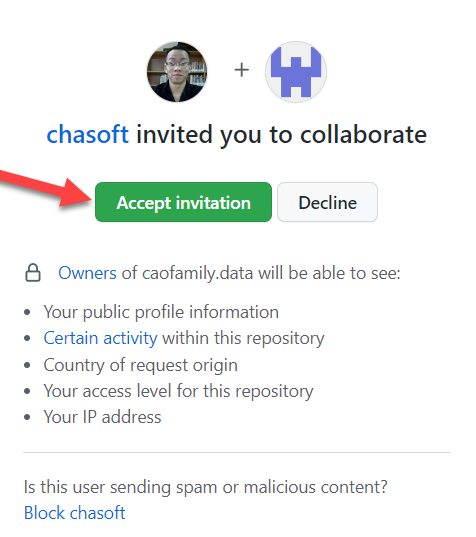 +
chasoft invited you to collaborate
Accept invitation
Decline
Owners of caofamily.data will be able to see:
• Your public profile information
• Certain activity within this repository
• Country of request origin
• Your access level for this repository
• Your IP address
Is this user sending spam or malicious content?
Block chasoft